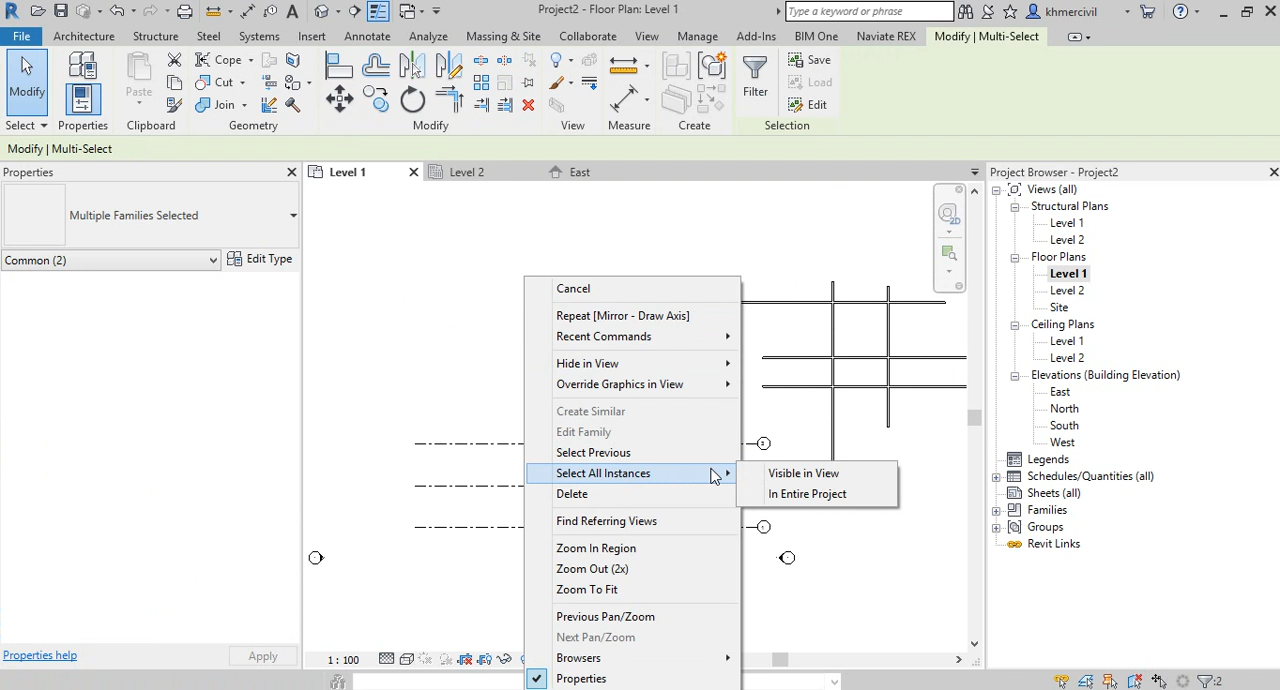 Project2 - Floor Plan: Level 1
Type a keyword or phrase
khmercivil
File
Architecture
Structure
Steel
Systems
Insert
Annotate
Analyze
Massing & Site
Collaborate
View
Manage
Add-Ins
BIM One
Naviate REX
Modify | Multi-Select
Modify
Paste
Cope
Cut
Join
Filter
Save
Load
Edit
Select
Properties
Clipboard
Geometry
Modify
View
Measure
Create
Selection
Modify | Multi-Select
Properties
Multiple Families Selected
Common (2)
Edit Type
Properties help
Apply
Level 1
Level 2
East
2D
Cancel
Repeat [Mirror - Draw Axis]
Recent Commands
Hide in View
Override Graphics in View
Create Similar
Edit Family
Select Previous
Select All Instances
Delete
Find Referring Views
Zoom In Region
Zoom Out (2x)
Zoom To Fit
Previous Pan/Zoom
Next Pan/Zoom
Browsers
Properties
Visible in View
In Entire Project
1 : 100
Project Browser - Project2
Views (all)
Structural Plans
Level 1
Level 2
Floor Plans
Level 1
Level 2
Site
Ceiling Plans
Level 1
Level 2
Elevations (Building Elevation)
East
North
South
West
Legends
Schedules/Quantities (all)
Sheets (all)
Families
Groups
Revit Links
:2